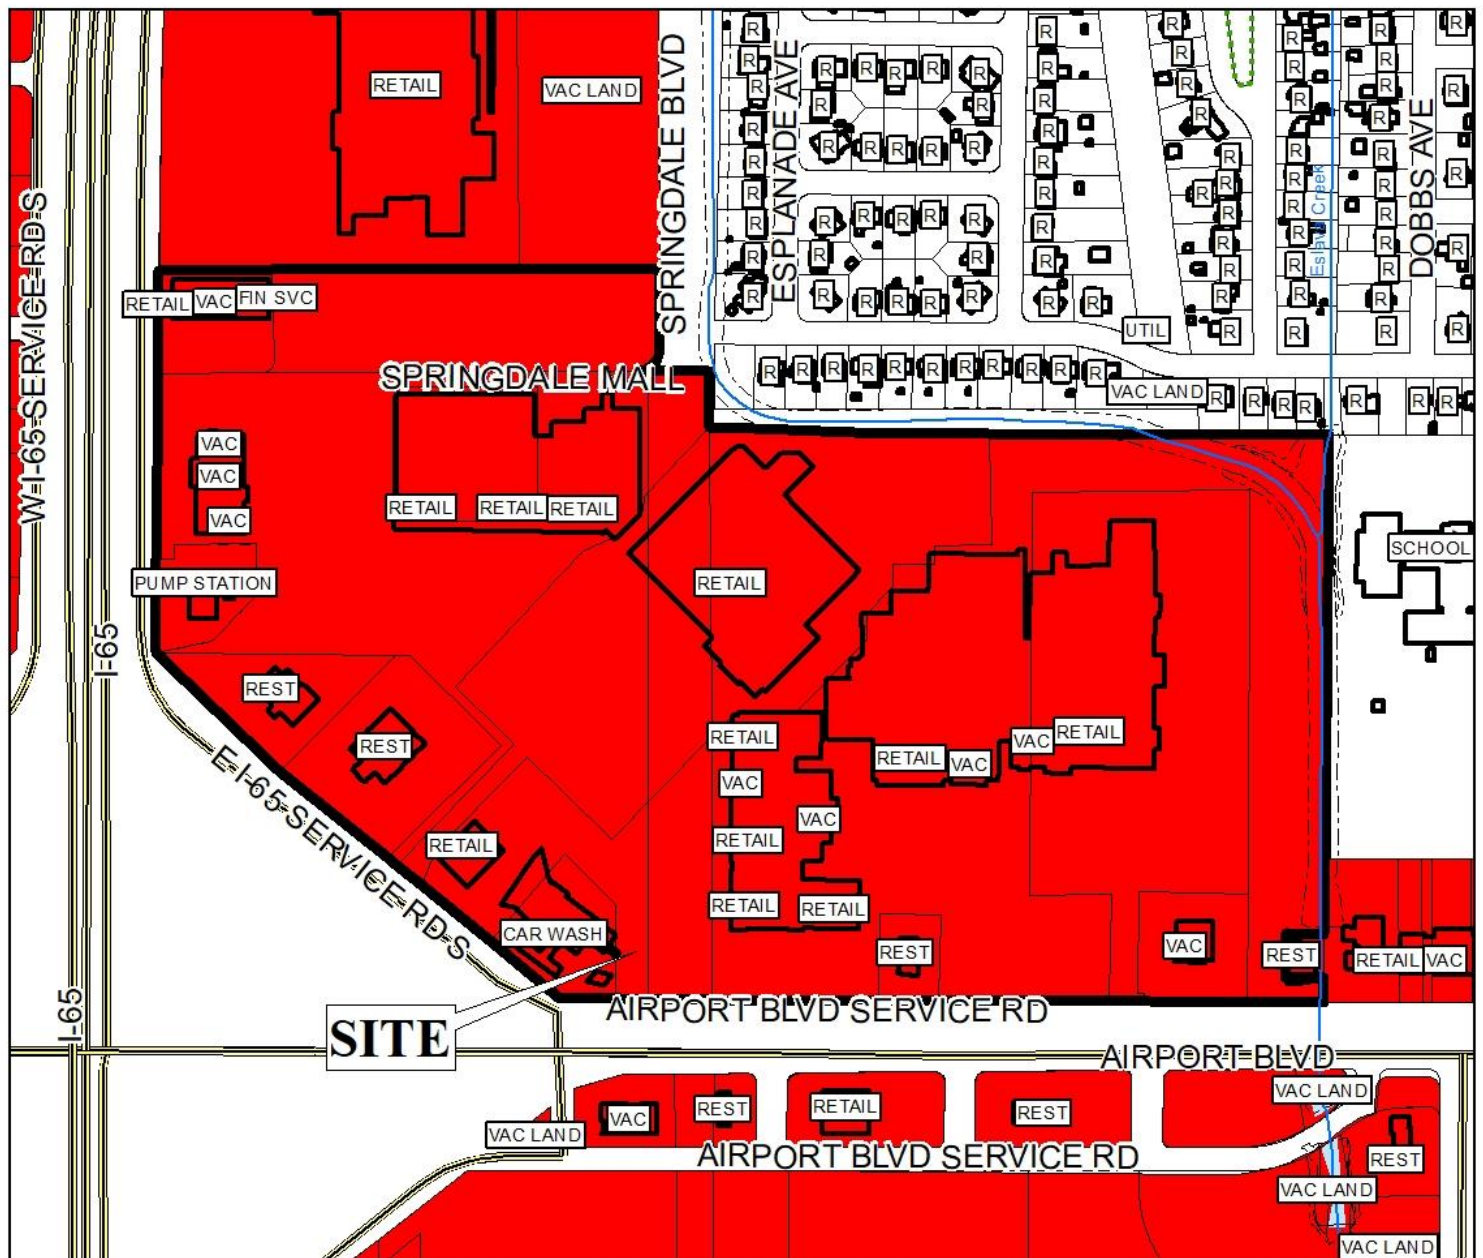 RETAIL
VAC LAND
SPRINGDALE BLVD
ESPLANADE AVE
DOBBS AVE
Eslava Creek
W-I-65-SERVICE RD-S
R R R R R R R R
R R R R R R R R
R R R R R R R R
R R R R R R R R
R R R R R R R R
R R R R R R R R
R R R R R R R R
R R R R R R R R
RETAIL VAC FIN SVC
UTIL
SPRINGDALE MALL
R R R R R R R R R R R
VAC LAND
R R R R R R R
VAC
VAC
VAC
RETAIL RETAIL RETAIL
SCHOOL
PUMP STATION
RETAIL
I-65
REST
REST
RETAIL
RETAIL VAC
VAC RETAIL
VAC
VAC
E-I-65-SERVICE RD-S
RETAIL
RETAIL
RETAIL RETAIL
CAR WASH
REST
VAC
REST
RETAIL VAC
I-65
SITE
AIRPORT BLVD SERVICE RD
AIRPORT BLVD
VAC LAND
VAC
REST
RETAIL
REST
VAC LAND
AIRPORT BLVD SERVICE RD
REST
VAC LAND
VAC LAND